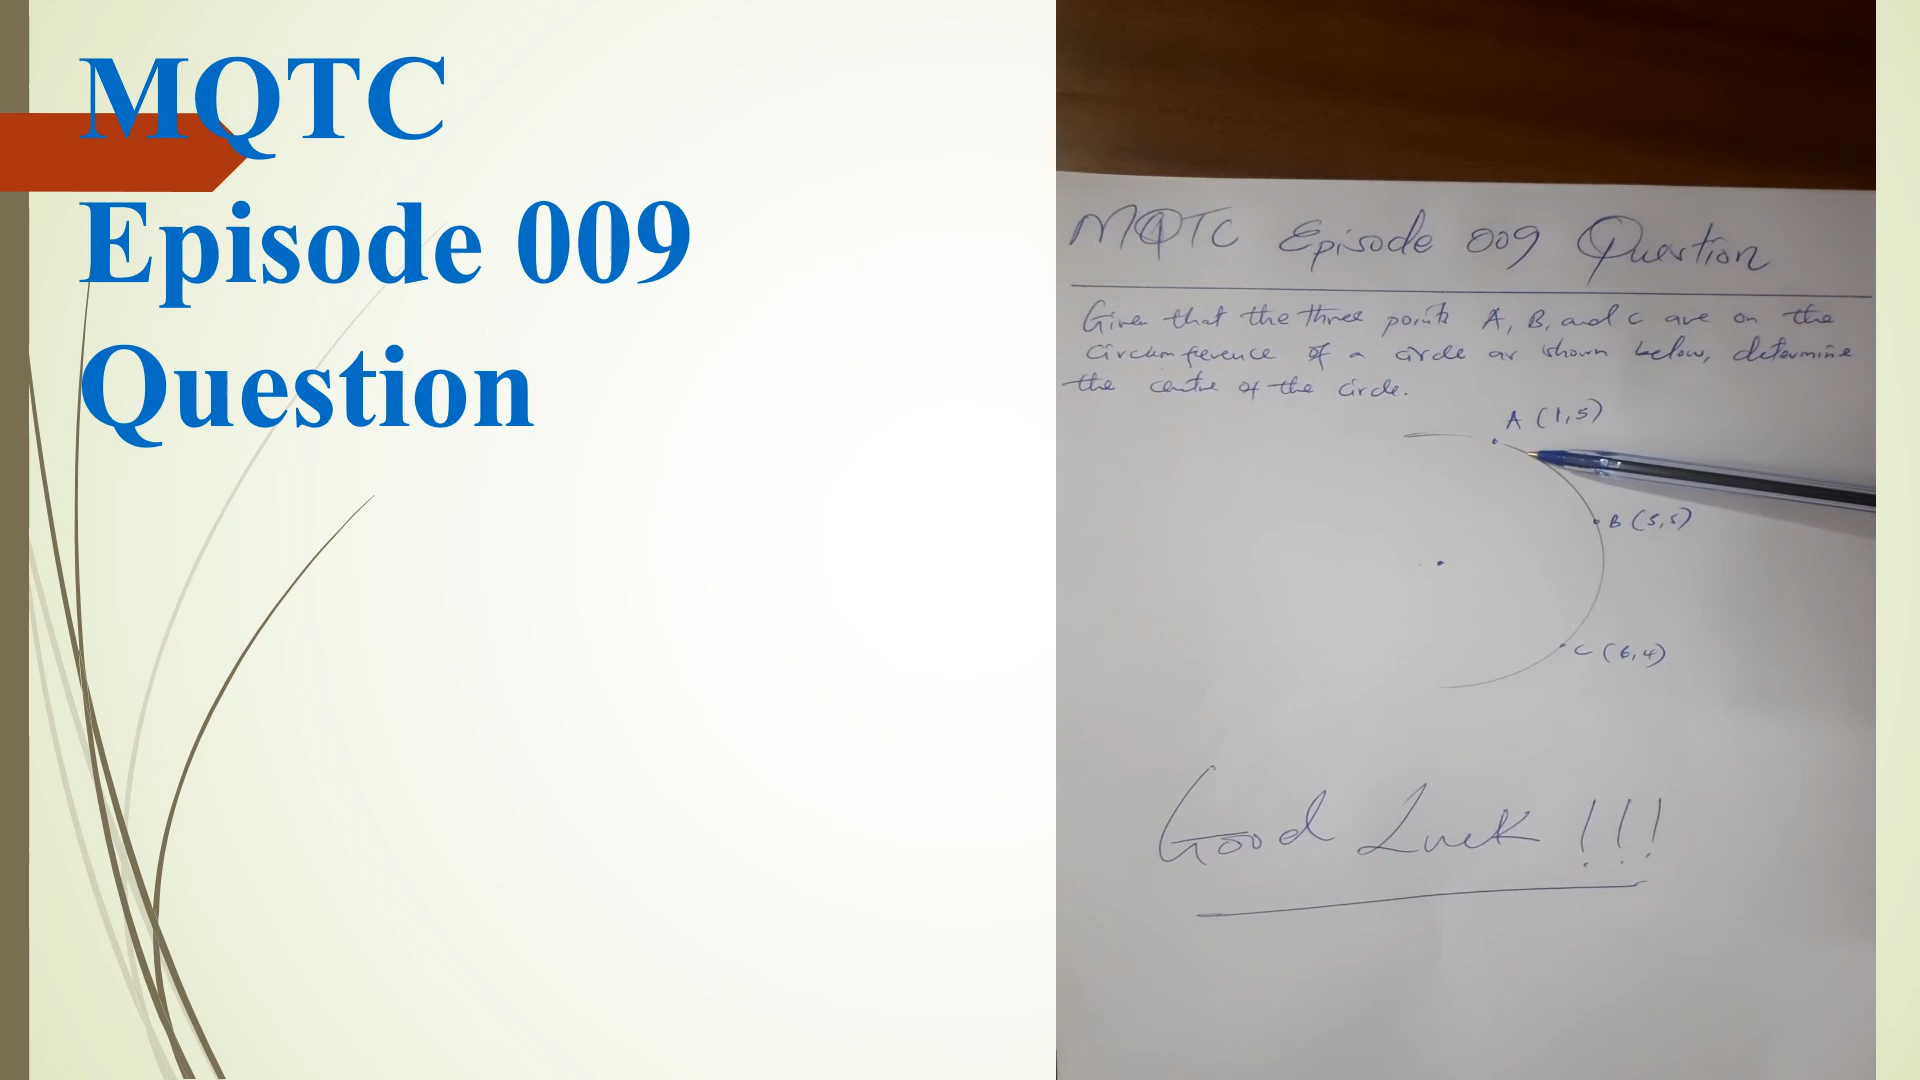 MQTC
Episode 009
Question
MQTC Episode 009 Question
Given that the three points A, B, and C are on the
circumference of a circle as shown below, determine
the centre of the circle.
A (1,5)
B (5,5)
C (6,4)
Good Luck !!!